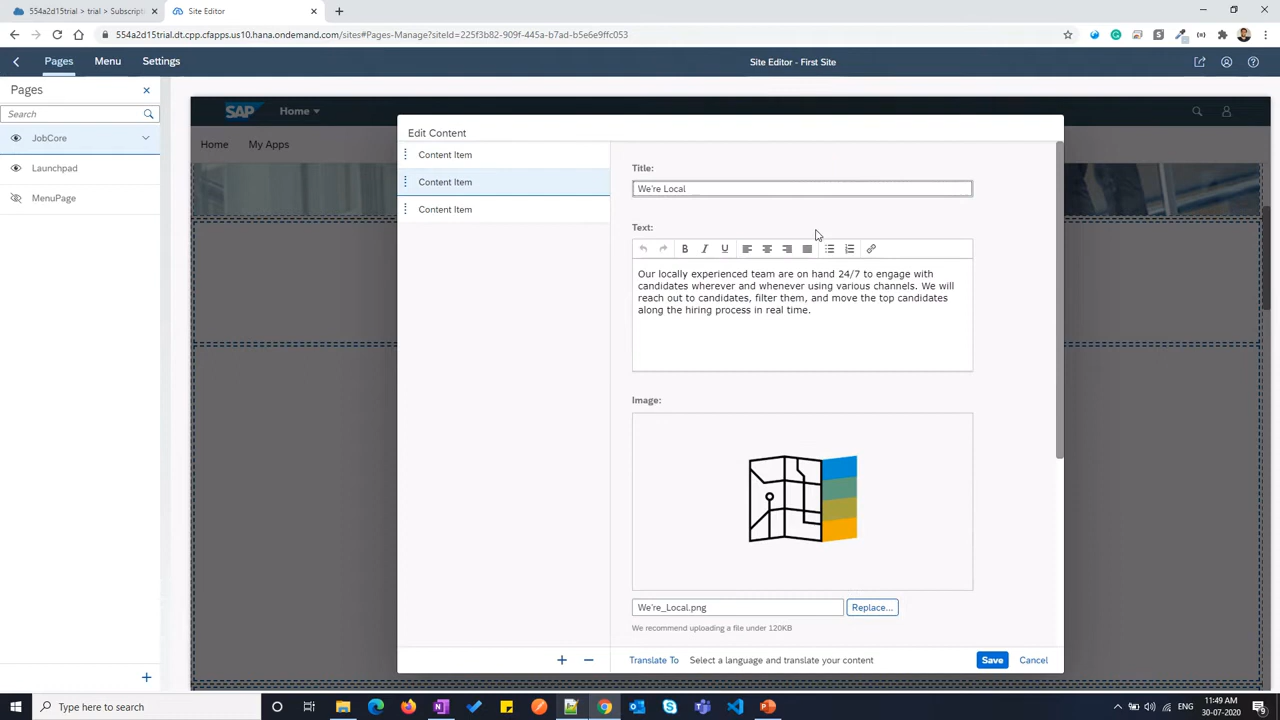 554a2d15trial > trial > Subscripti
Site Editor
554a2d15trial.dt.cpp.cfapps.us10.hana.ondemand.com/sites#Pages-Manage?siteId=225f3b82-909f-445a-b7ad-b5e6e9ffc053
Pages Menu Settings
Site Editor - First Site
Pages
Search
JobCore
Launchpad
MenuPage
SAP
Home
Home My Apps
Edit Content
Content Item
Content Item
Content Item
Title:
We're Local
Text:
B I U
Our locally experienced team are on hand 24/7 to engage with
candidates wherever and whenever using various channels. We will
reach out to candidates, filter them, and move the top candidates
along the hiring process in real time.
Image:
We're_Local.png
Replace...
We recommend uploading a file under 120KB
Translate To Select a language and translate your content
Save Cancel
Type here to search
11:49 AM
30-07-2020